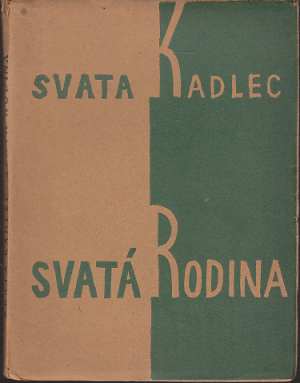 SVATA KADLEC
SVATÁ RODINA